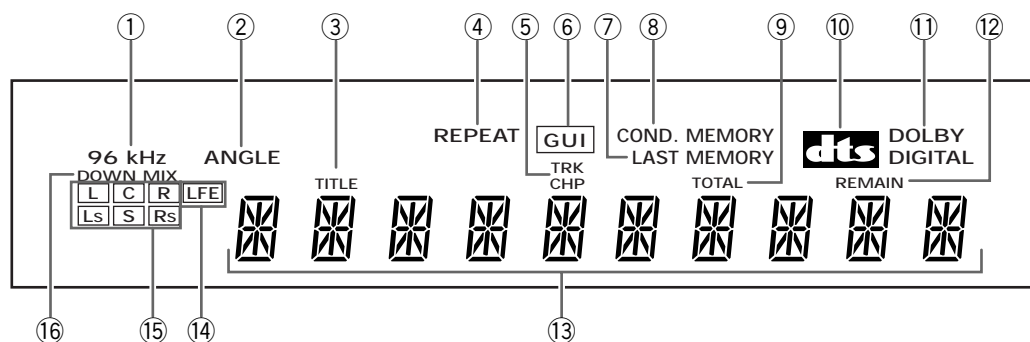 ① ② ③ ④ ⑤ ⑥ ⑦ ⑧ ⑨ ⑩ ⑪ ⑫
REPEAT GUI COND. MEMORY dts DOLBY
96 kHz ANGLE LAST MEMORY DIGITAL
DOWN MIX TITLE TRK TOTAL REMAIN
CHP
L C R LFE
Ls S Rs
⑯ ⑮ ⑭ ⑬